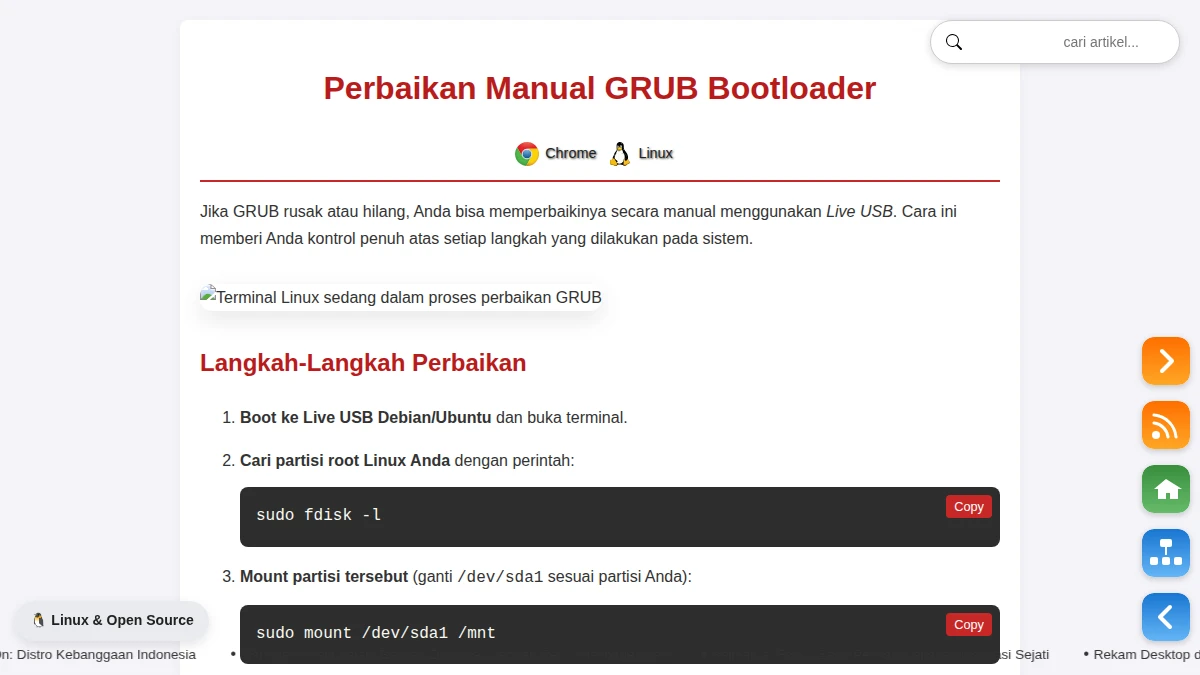 cari artikel...
Perbaikan Manual GRUB Bootloader
Chrome Linux
Jika GRUB rusak atau hilang, Anda bisa memperbaikinya secara manual menggunakan Live USB. Cara ini
memberi Anda kontrol penuh atas setiap langkah yang dilakukan pada sistem.
Terminal Linux sedang dalam proses perbaikan GRUB
Langkah-Langkah Perbaikan
1. Boot ke Live USB Debian/Ubuntu dan buka terminal.
2. Cari partisi root Linux Anda dengan perintah:
sudo fdisk -l
Copy
3. Mount partisi tersebut (ganti /dev/sda1 sesuai partisi Anda):
sudo mount /dev/sda1 /mnt
Copy
Linux & Open Source
: Distro Kebanggaan Indonesia • Sejati • Rekam Desktop